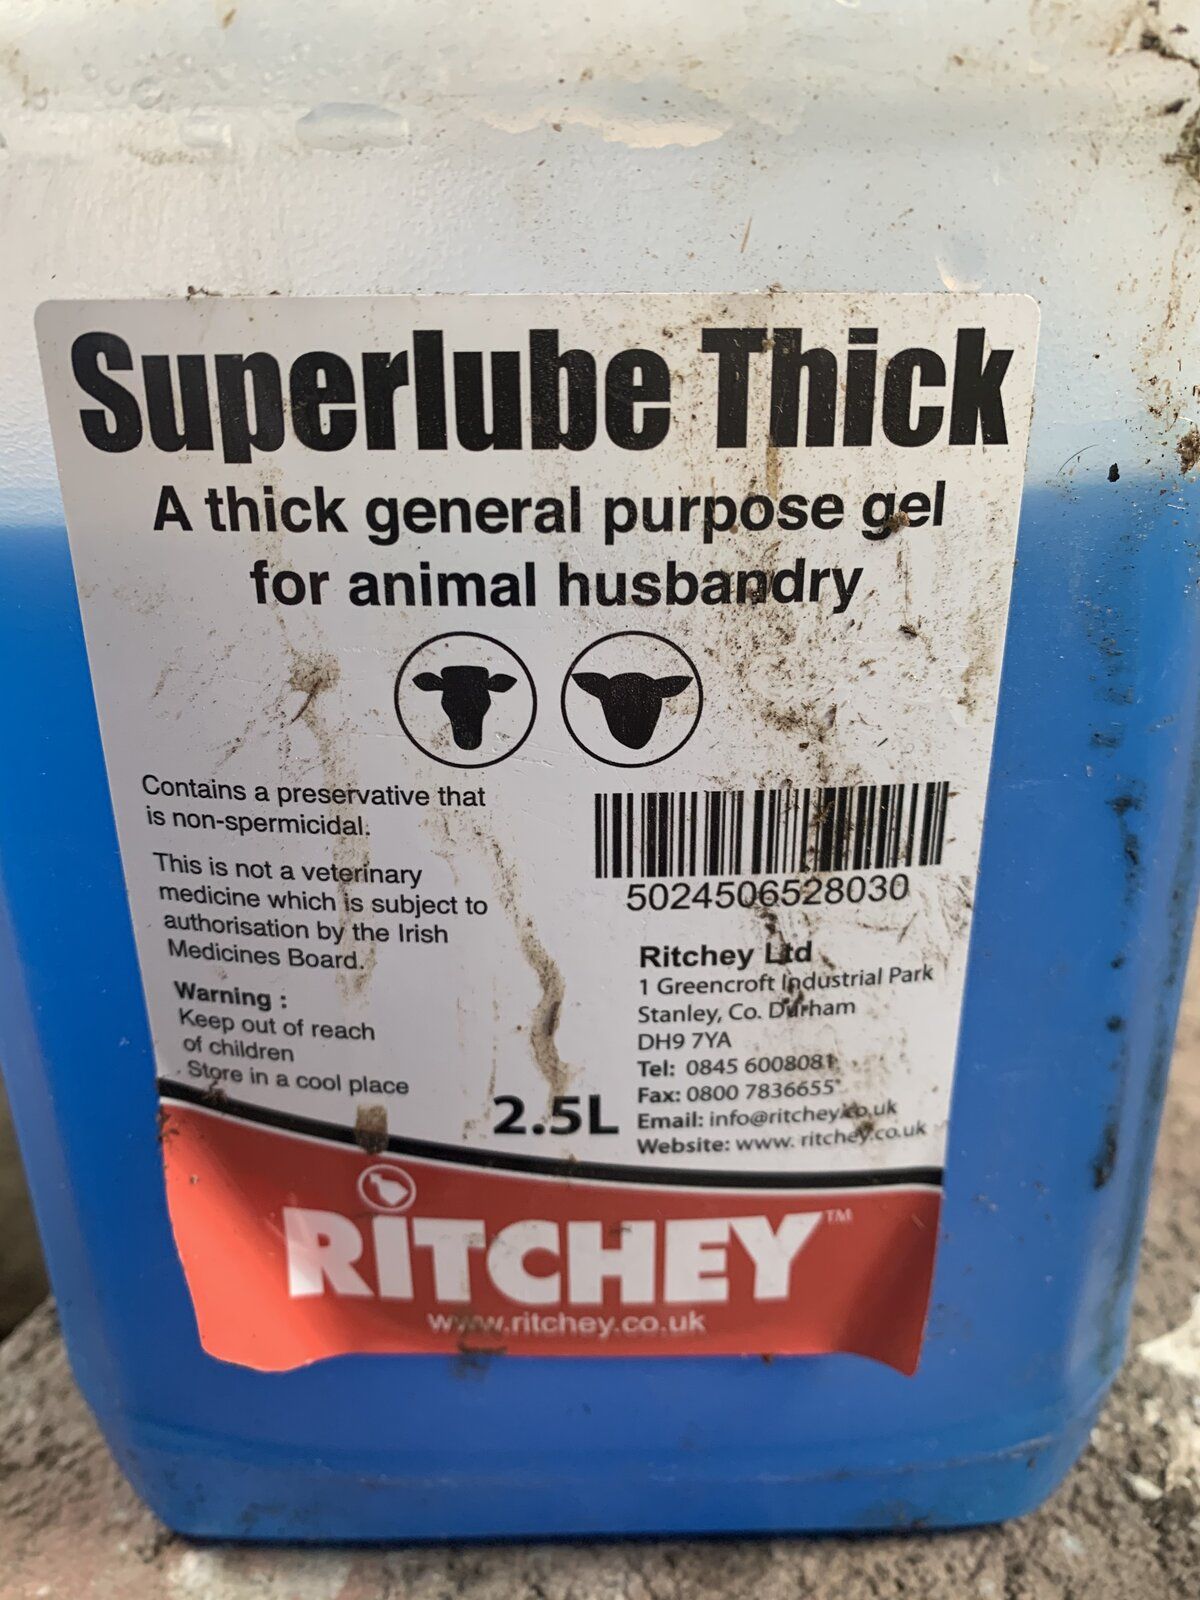 Superlube Thick
A thick general purpose gel
for animal husbandry
Contains a preservative that
is non-spermicidal.
This is not a veterinary
medicine which is subject to
authorisation by the Irish
Medicines Board.
Warning :
Keep out of reach
of children
Store in a cool place
2.5L
5024506528030
Ritchey Ltd
1 Greencroft Industrial Park
Stanley, Co. Durham
DH9 7YA
Tel: 0845 6008081
Fax: 0800 7836655
Email: info@ritchey.co.uk
Website: www. ritchey.co.uk
RITCHEY™
www.ritchey.co.uk